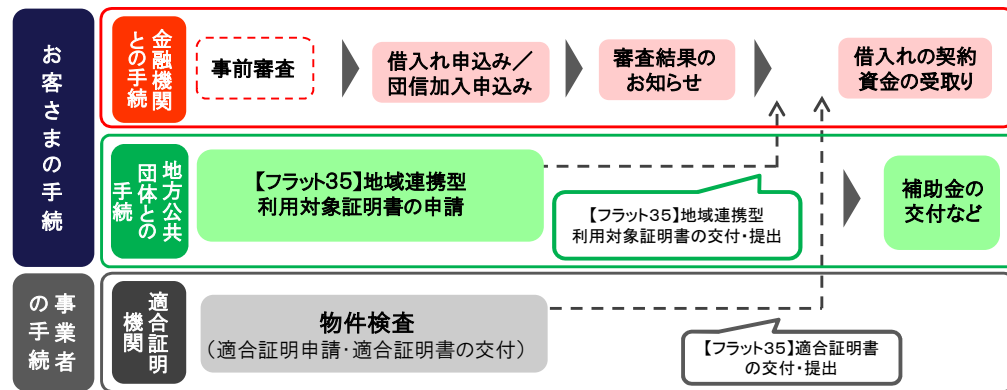 お客さまの手続
金融機関
との手続
事前審査
借入れ申込み／
団信加入申込み
審査結果の
お知らせ
借入れの契約
資金の受取り
地方公共
団体との
手続
【フラット35】地域連携型
利用対象証明書の申請
【フラット35】地域連携型
利用対象証明書の交付・提出
補助金の
交付など
事業者
の手続
適合証明
機関
物件検査
（適合証明申請・適合証明書の交付）
【フラット35】適合証明書
の交付・提出